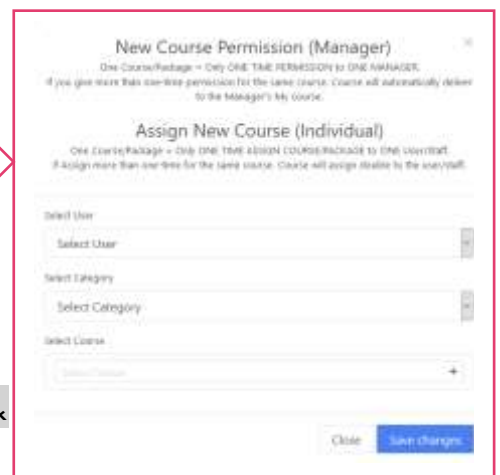 New Course Permission (Manager)
One Course/Package = Only ONE TIME PERMISSION to ONE MANAGER.
If you give more than one-time permission for the same course. Course will automatically deliver
to the Manager's My course.
Assign New Course (Individual)
One Course/Package = Only ONE TIME ASSIGN COURSE/PACKAGE to ONE User/Staff.
If Assign more than one-time for the same course. Course will assign double to the user/staff.
Select User
Select User
Select Category
Select Category
Select Course
Select Course
+
k
Close
Save changes